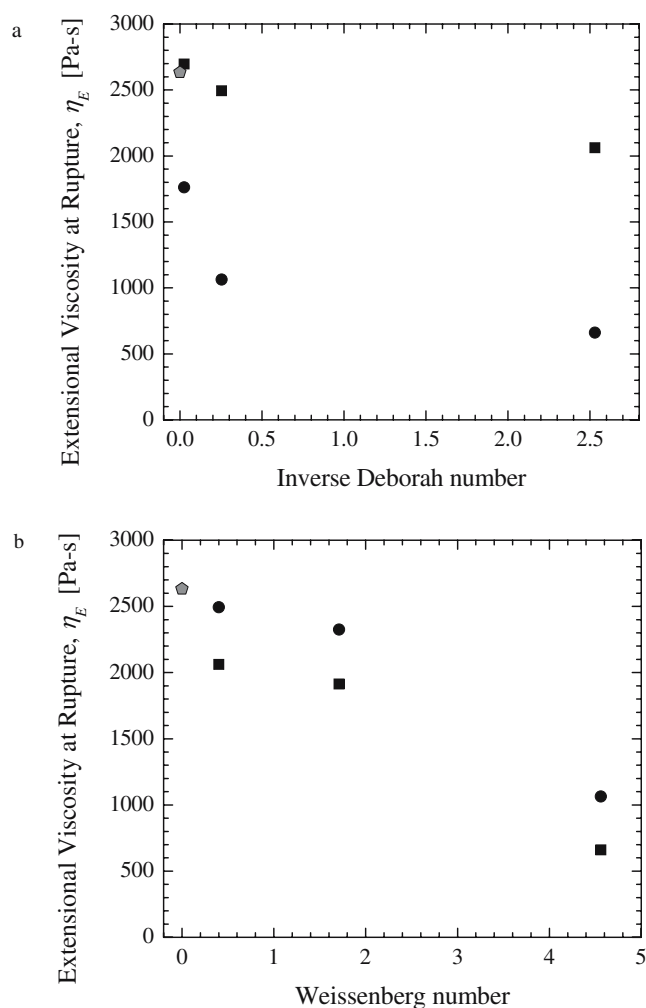 a
Extensional Viscosity at Rupture, η_E [Pa-s]
3000
2500
2000
1500
1000
500
0
0.0 0.5 1.0 1.5 2.0 2.5
Inverse Deborah number
b
Extensional Viscosity at Rupture, η_E [Pa-s]
3000
2500
2000
1500
1000
500
0
0 1 2 3 4 5
Weissenberg number